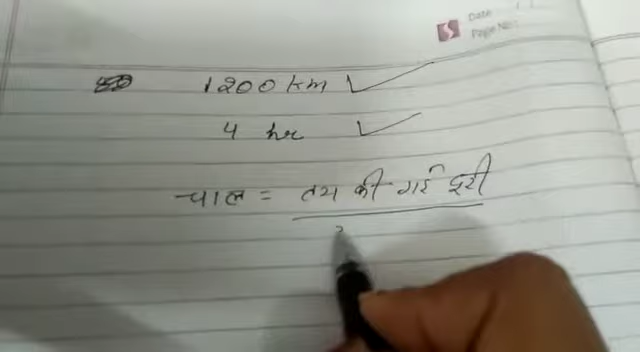 Date
Page No.
1200 km
4 hr
चाल = तय की गई दूरी